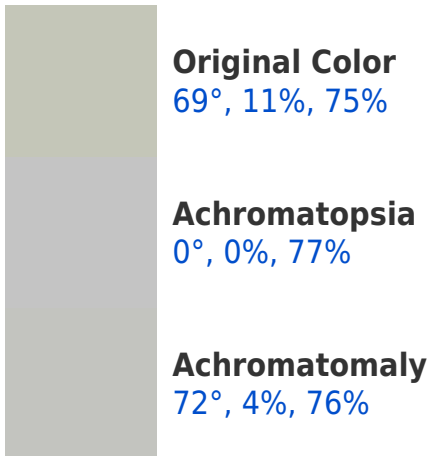 Original Color
69°, 11%, 75%
Achromatopsia
0°, 0%, 77%
Achromatomaly
72°, 4%, 76%